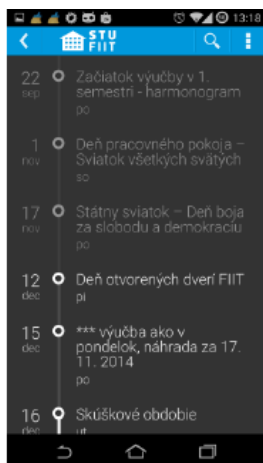 13:18
STU
FIIT
22
sep
Začiatok výučby v 1.
semestri - harmonogram
po
1
nov
Deň pracovného pokoja –
Sviatok všetkých svätých
so
17
nov
Štátny sviatok – Deň boja
za slobodu a demokraciu
po
12
dec
Deň otvorených dverí FIIT
pi
15
dec
*** výučba ako v
pondelok, náhrada za 17.
11. 2014
po
16
dec
Skúškové obdobie
ut